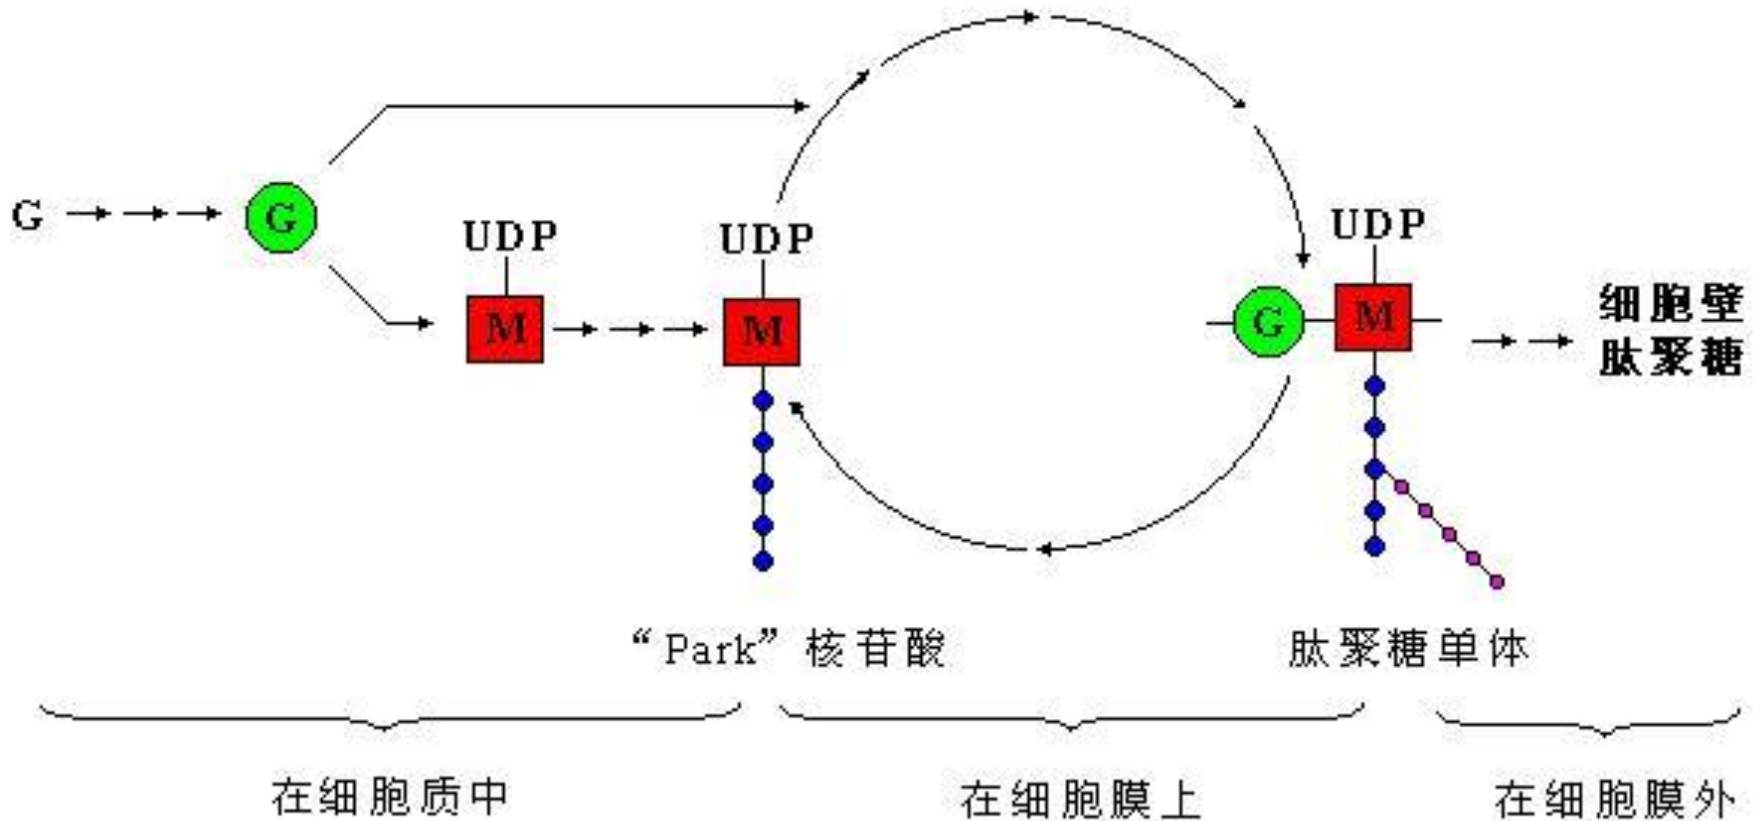 G
G
UDP
M
UDP
M
UDP
G
M
细胞壁
肽聚糖
“Park”核苷酸
肽聚糖单体
在细胞质中
在细胞膜上
在细胞膜外